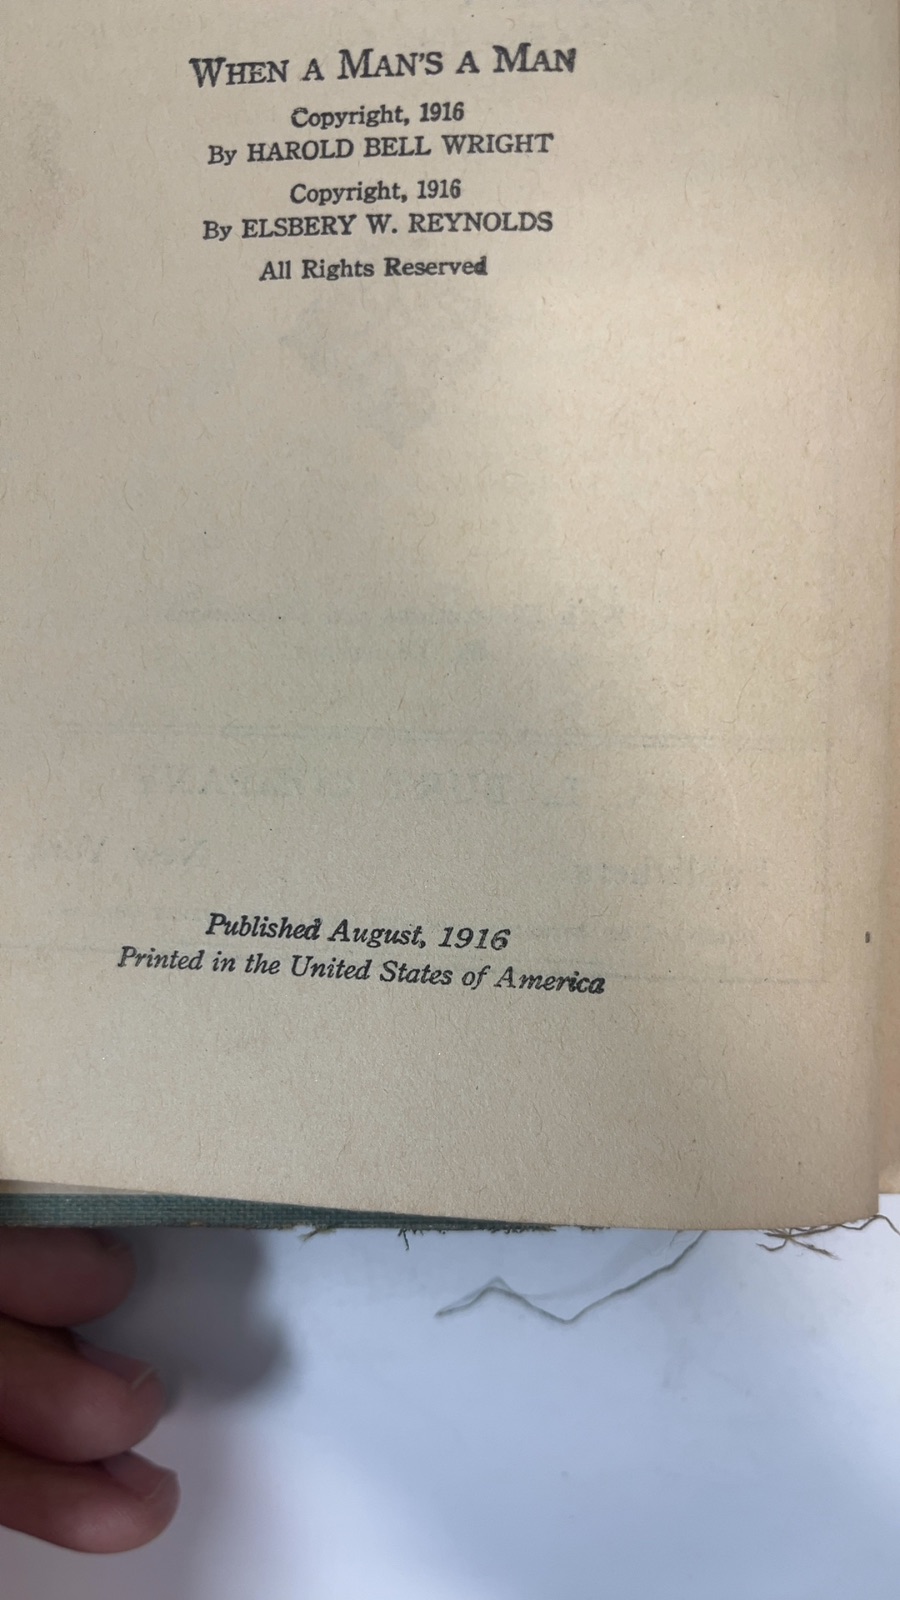 WHEN A MAN'S A MAN
Copyright, 1916
By HAROLD BELL WRIGHT
Copyright, 1916
By ELSBERY W. REYNOLDS
All Rights Reserved
Published August, 1916
Printed in the United States of America